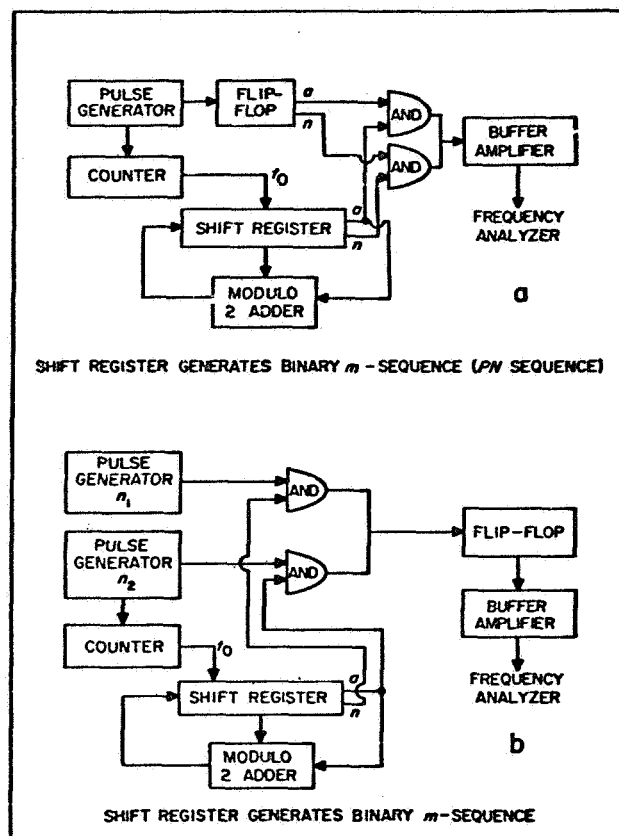 PULSE
GENERATOR
FLIP-
FLOP
a
n
AND
AND
BUFFER
AMPLIFIER
COUNTER
t0
SHIFT REGISTER
a
n
FREQUENCY
ANALYZER
MODULO
2 ADDER
a
SHIFT REGISTER GENERATES BINARY m-SEQUENCE (PN SEQUENCE)
PULSE
GENERATOR
n1
AND
PULSE
GENERATOR
n2
AND
FLIP-FLOP
COUNTER
t0
BUFFER
AMPLIFIER
SHIFT REGISTER
a
n
FREQUENCY
ANALYZER
MODULO
2 ADDER
b
SHIFT REGISTER GENERATES BINARY m-SEQUENCE